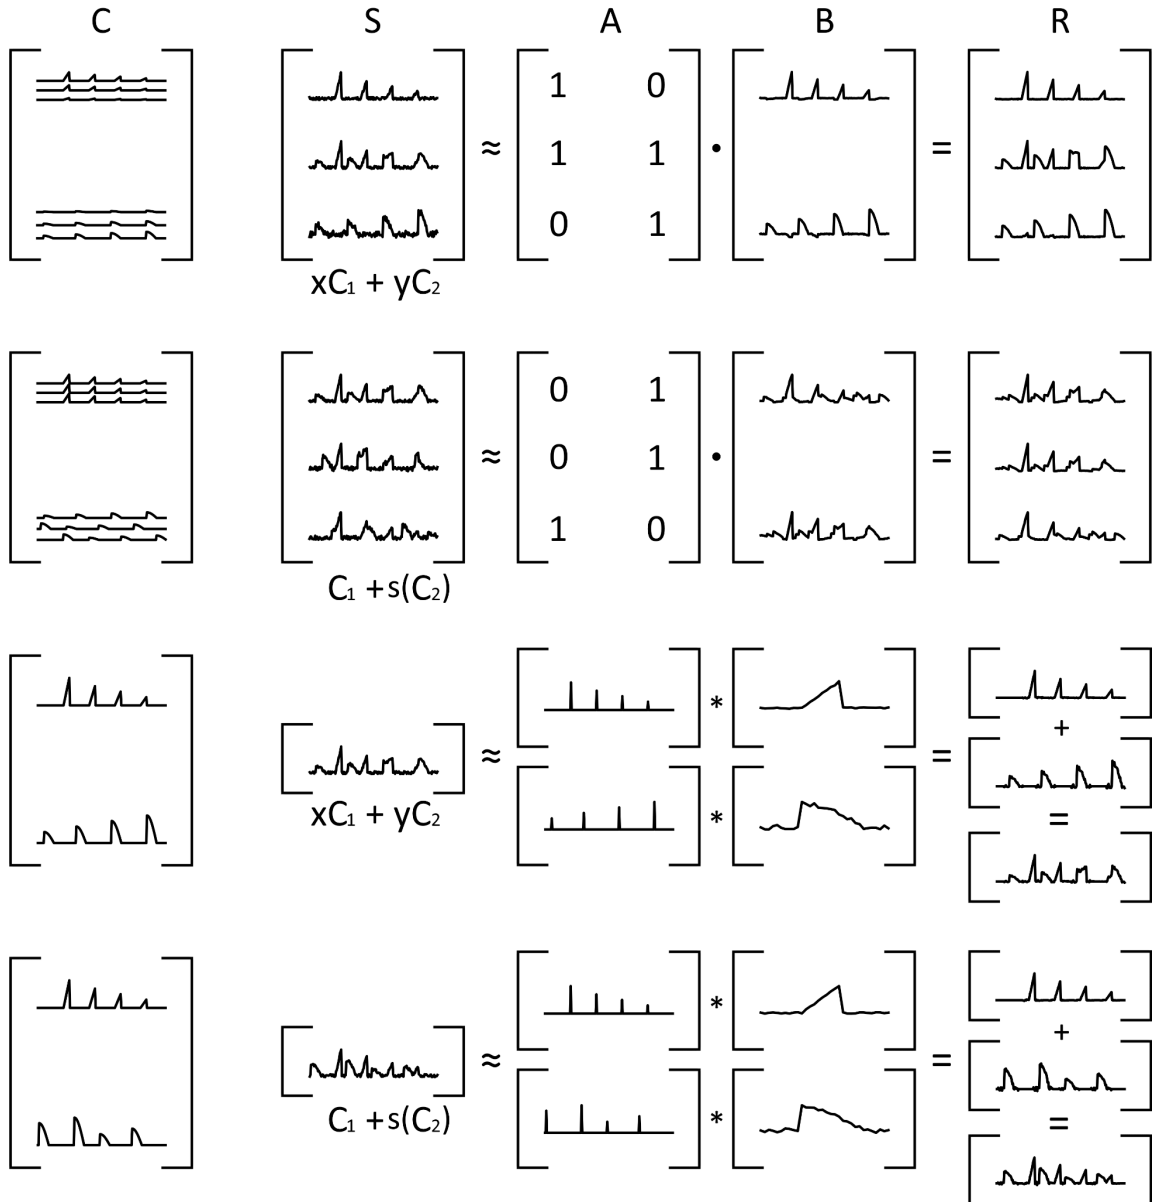 C S A B R
≈ 1 0 • =
1 1
0 1
xC₁ + yC₂
≈ 0 1 • =
0 1
1 0
C₁ + s(C₂)
≈ * = +
* =
xC₁ + yC₂
≈ * = +
* =
C₁ + s(C₂)